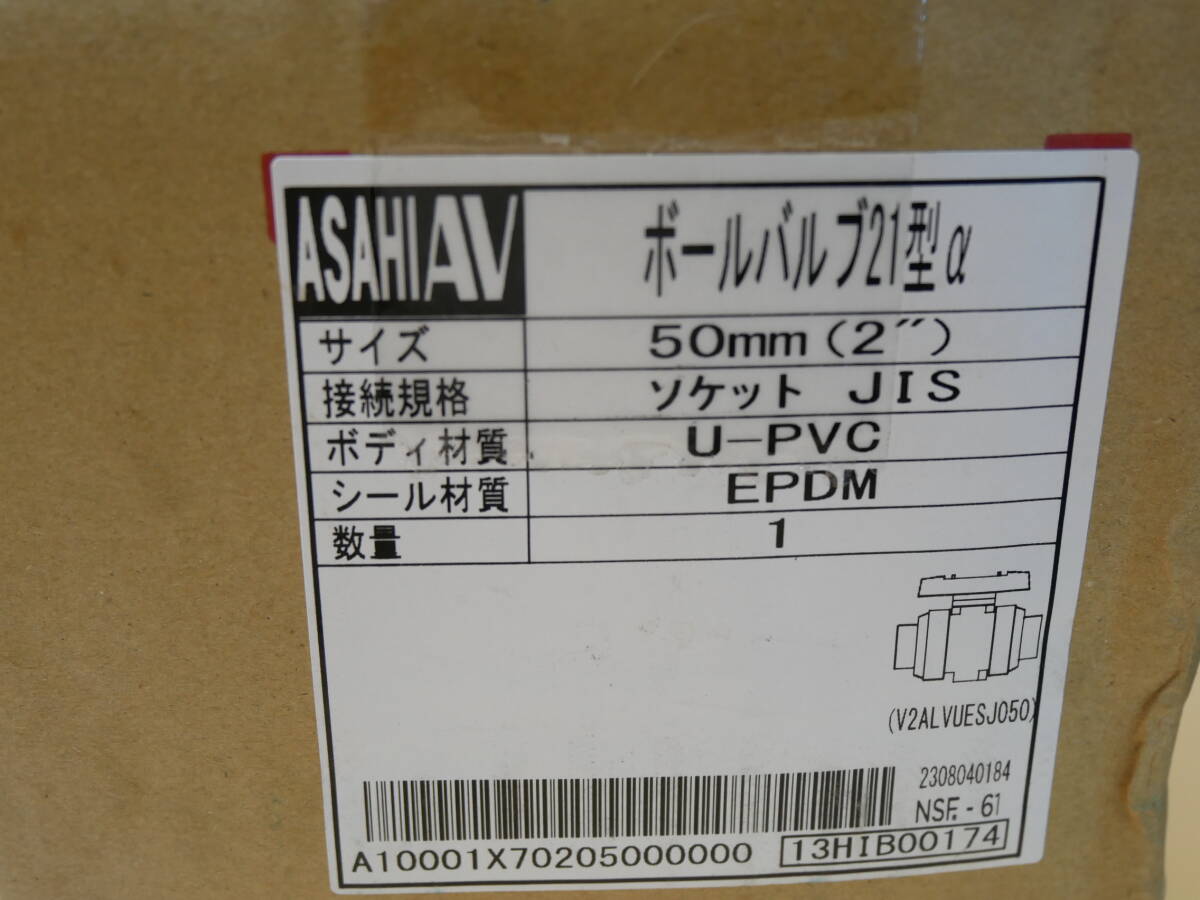 ASAHI AV
ボールバルブ21型α
サイズ 50mm(2″)
接続規格 ソケット JIS
ボディ材質 U-PVC
シール材質 EPDM
数量 1
(V2ALVUESJ050)
2308040184
NSF.-61
A10001X70205000000 13HIB00174